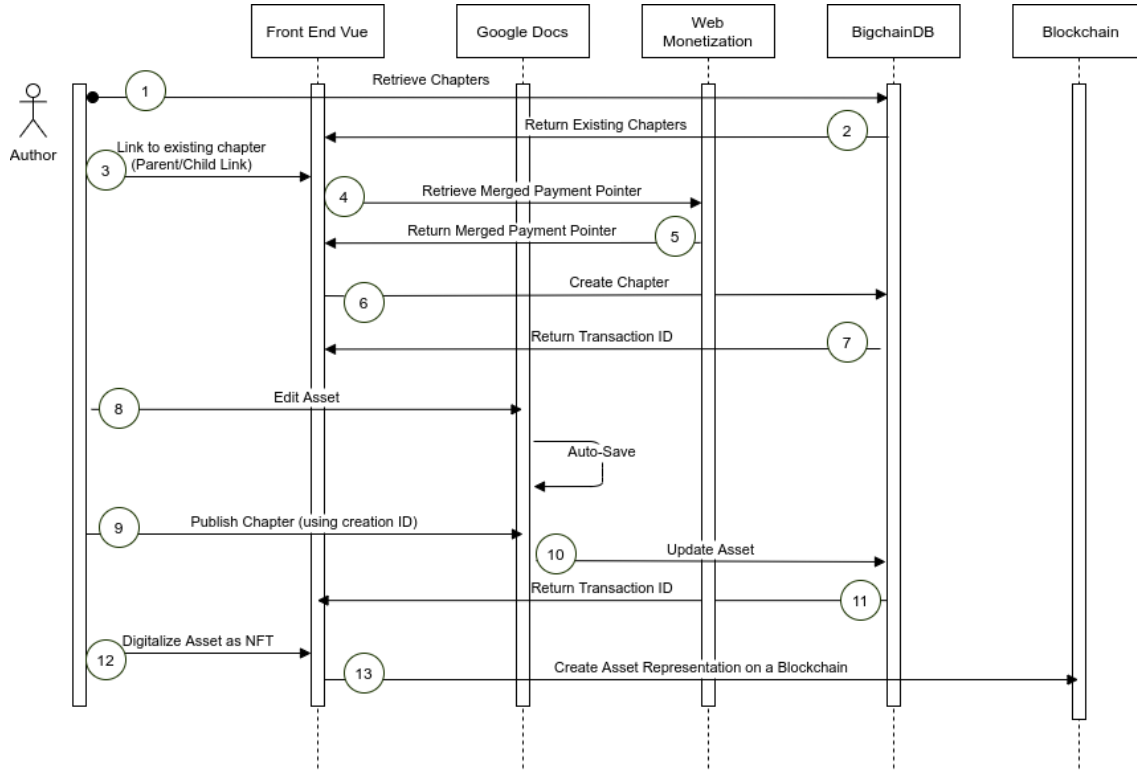 Front End Vue
Google Docs
Web
Monetization
BigchainDB
Blockchain
Author
1
Retrieve Chapters
Return Existing Chapters
2
Link to existing chapter
(Parent/Child Link)
3
4
Retrieve Merged Payment Pointer
Return Merged Payment Pointer
5
Create Chapter
6
Return Transaction ID
7
Edit Asset
8
Auto-Save
Publish Chapter (using creation ID)
9
10
Update Asset
Return Transaction ID
11
Digitalize Asset as NFT
12
13
Create Asset Representation on a Blockchain